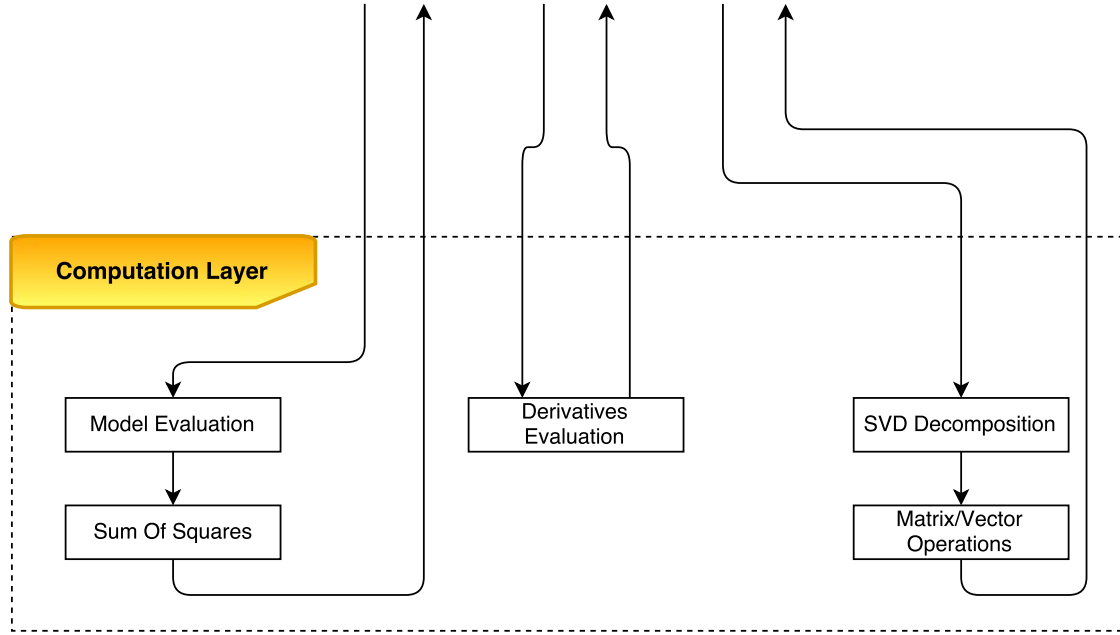 Computation Layer
Model Evaluation
Derivatives
Evaluation
SVD Decomposition
Sum Of Squares
Matrix/Vector
Operations